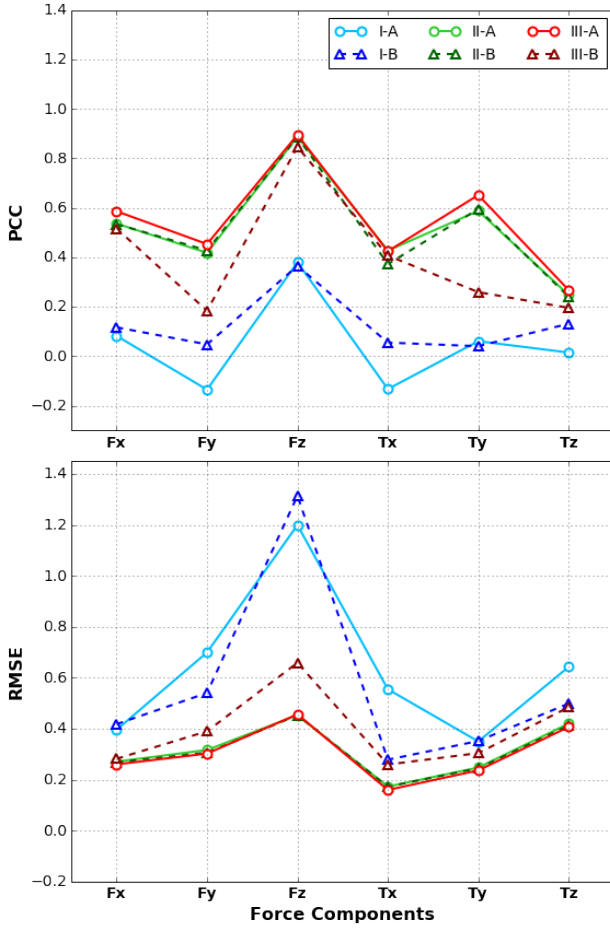 1.4
I-A II-A III-A
I-B II-B III-B
1.2
1.0
0.8
0.6
0.4
0.2
0.0
−0.2
PCC
Fx Fy Fz Tx Ty Tz
1.4
1.2
1.0
0.8
0.6
0.4
0.2
0.0
−0.2
RMSE
Fx Fy Fz Tx Ty Tz
Force Components